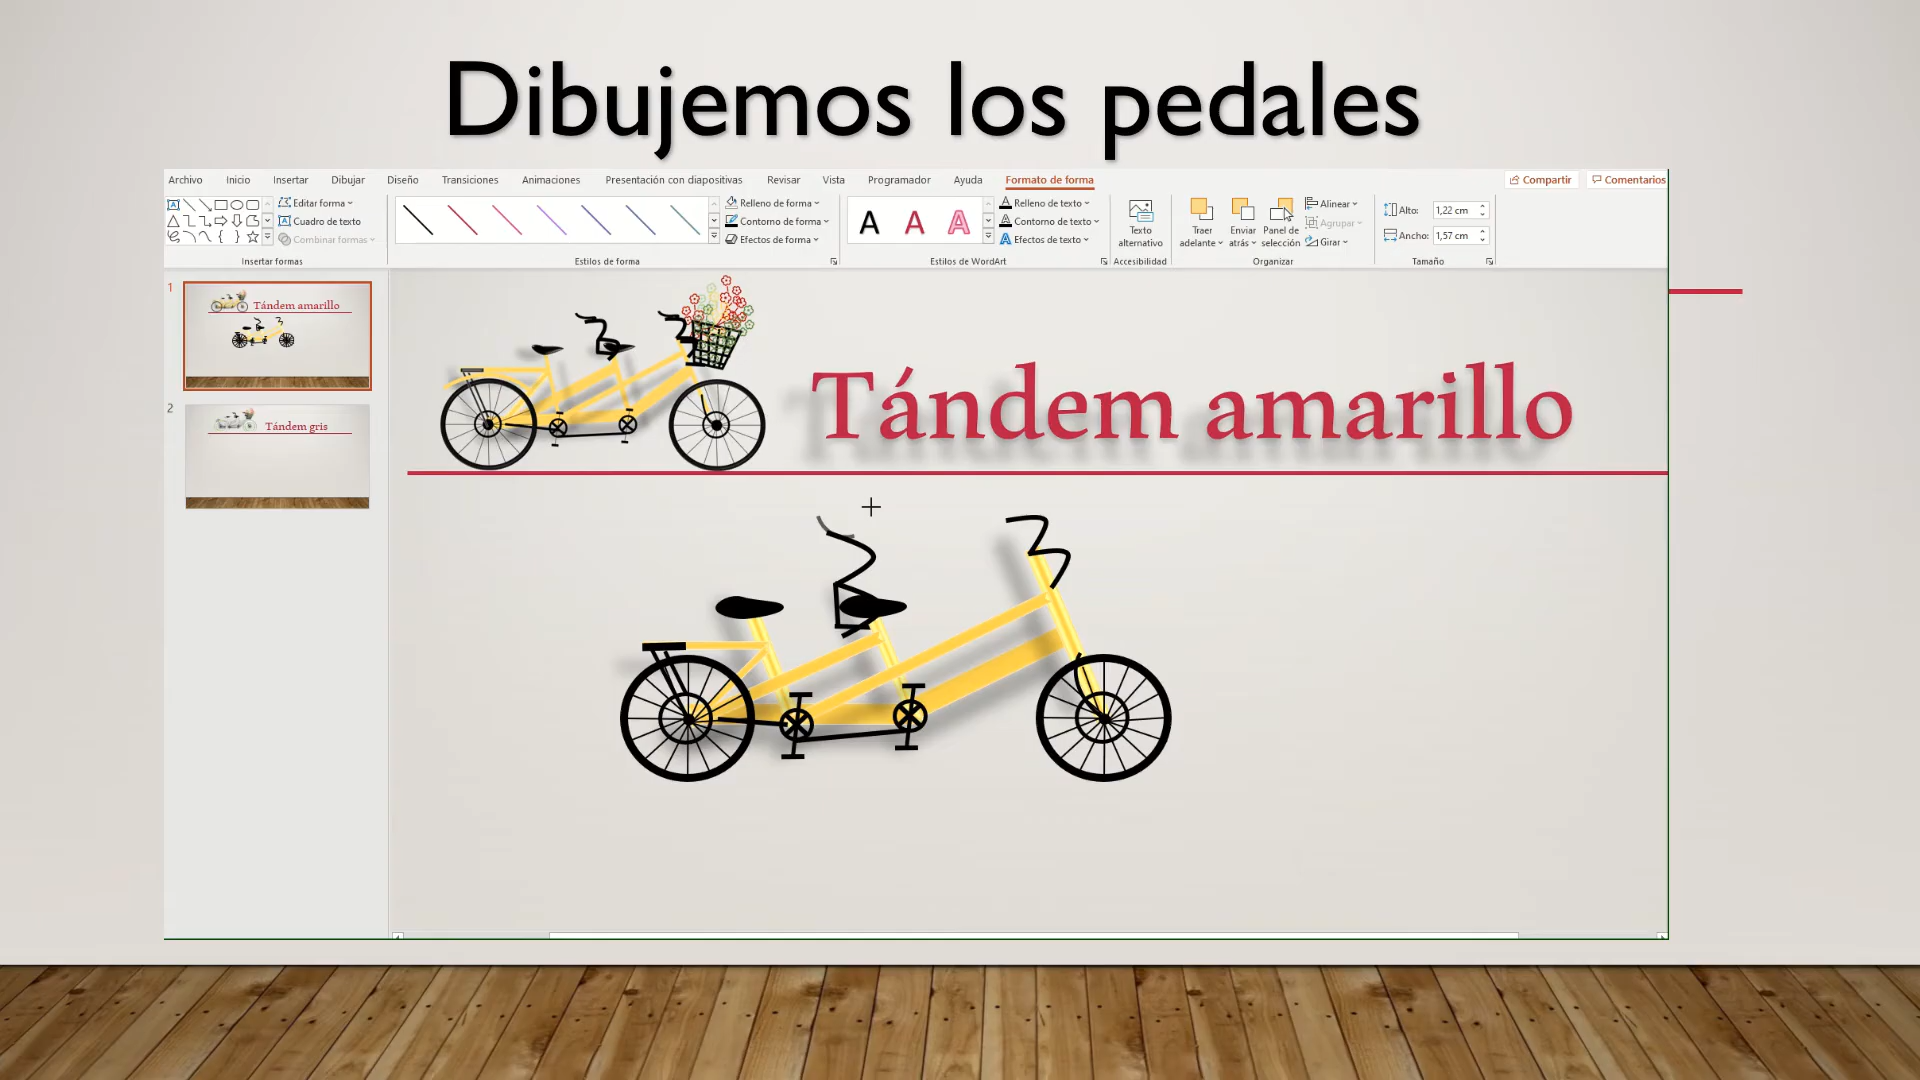 Dibujemos los pedales
Archivo Inicio Insertar Dibujar Diseño Transiciones Animaciones Presentación con diapositivas Revisar Vista Programador Ayuda Formato de forma Compartir Comentarios
Editar forma
Cuadro de texto
Combinar formas
Insertar formas
Relleno de forma
Contorno de forma
Efectos de forma
Estilos de forma
A A A
Relleno de texto
Contorno de texto
Efectos de texto
Estilos de WordArt
Texto
alternativo
Accesibilidad
Traer
adelante
Enviar
atrás
Panel de
selección
Alinear
Agrupar
Girar
Organizar
Alto: 1,22 cm
Ancho: 1,57 cm
Tamaño
1
Tándem amarillo
2
Tándem gris
Tándem amarillo